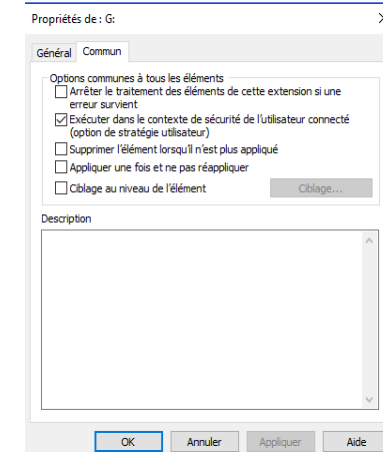 Propriétés de : G:
Général Commun
Options communes à tous les éléments
Arrêter le traitement des éléments de cette extension si une
erreur survient
Exécuter dans le contexte de sécurité de l'utilisateur connecté
(option de stratégie utilisateur)
Supprimer l'élément lorsqu'il n'est plus appliqué
Appliquer une fois et ne pas réappliquer
Ciblage au niveau de l'élément Ciblage...
Description
OK Annuler Appliquer Aide